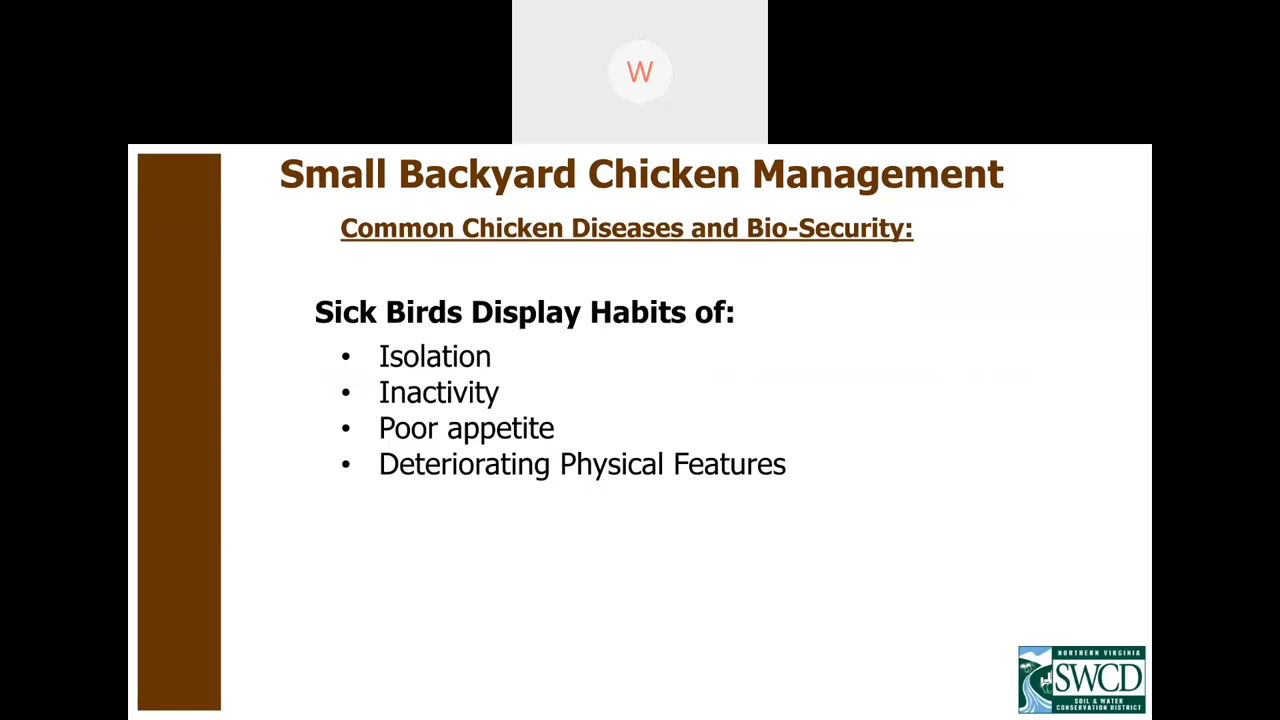 W
Small Backyard Chicken Management
Common Chicken Diseases and Bio-Security:
Sick Birds Display Habits of:
• Isolation
• Inactivity
• Poor appetite
• Deteriorating Physical Features
NORTHERN VIRGINIA
SWCD
SOIL & WATER
CONSERVATION DISTRICT